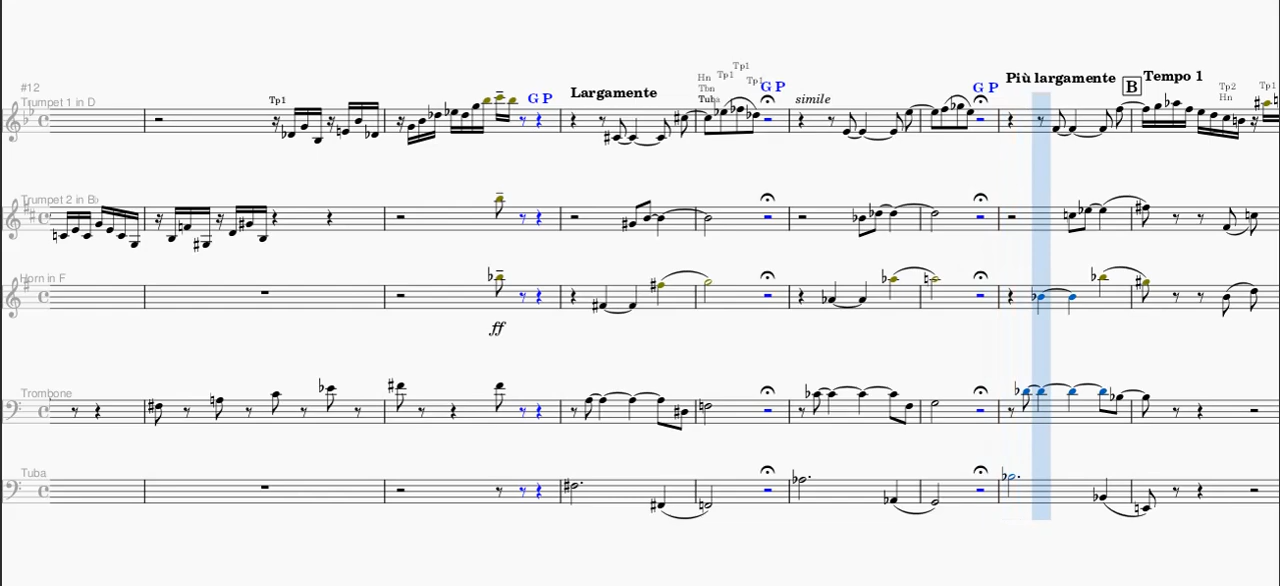 #12
Trumpet 1 in D
Tp1
G P
Largamente
Hn
Tbn
Tuba
Tp1
Tp1
Tp1
G P
simile
G P
Più largamente
B
Tempo 1
Tp2
Hn
Tp1
Trumpet 2 in B♭
Horn in F
ff
Trombone
Tuba